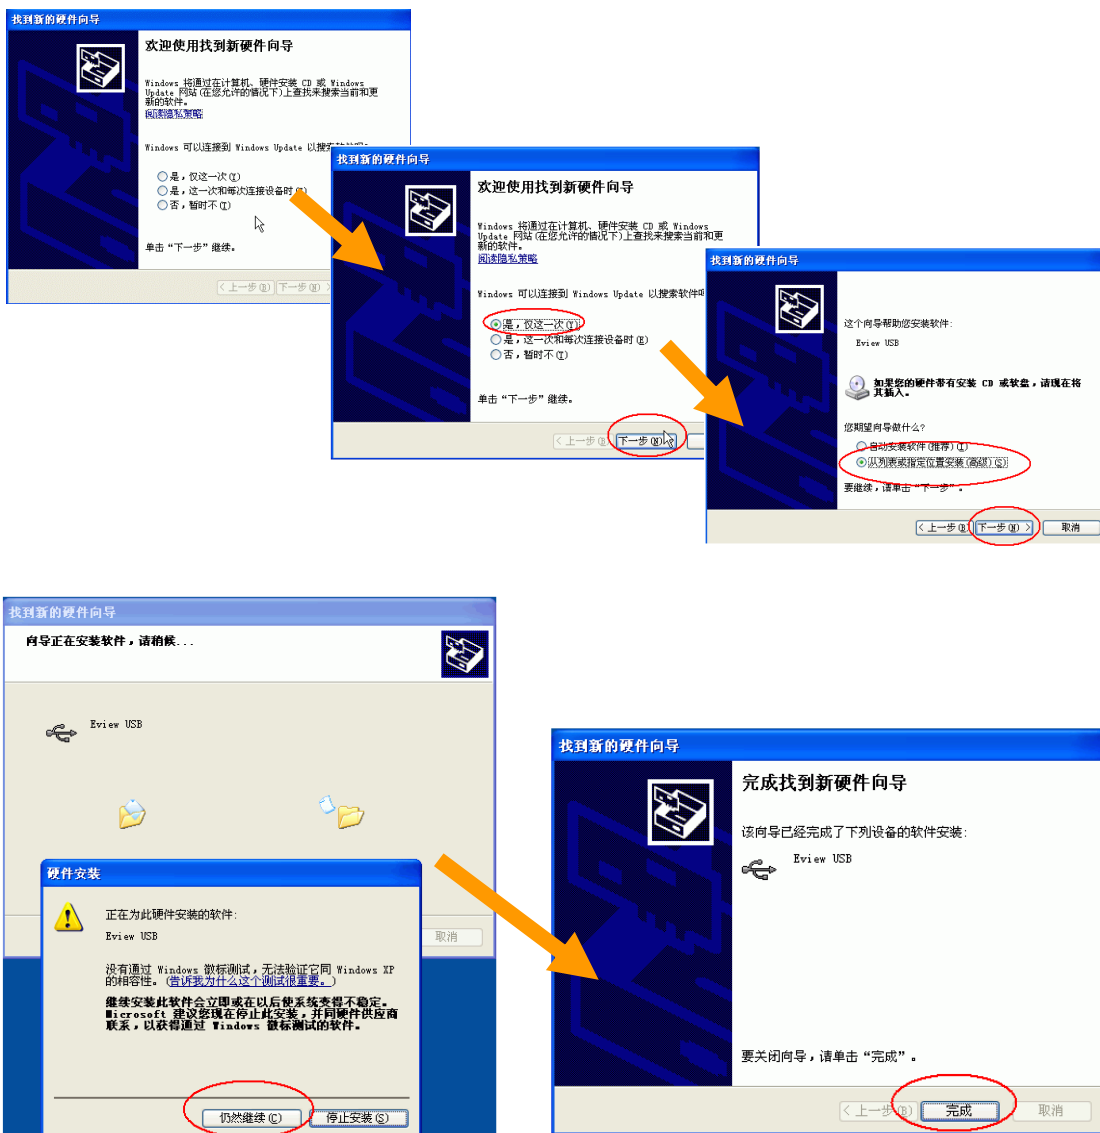 找到新的硬件向导
欢迎使用找到新硬件向导
Windows 将通过在计算机、硬件安装 CD 或 Windows
Update 网站(在您允许的情况下)上查找来搜索当前和更
新的软件。
阅读隐私策略
Windows 可以连接到 Windows Update 以搜索
是，仅这一次(Y)
是，这一次和每次连接设备时
否，暂时不(T)
单击“下一步”继续。
< 上一步(B)
下一步(N) >
找到新的硬件向导
欢迎使用找到新硬件向导
Windows 将通过在计算机、硬件安装 CD 或 Windows
Update 网站(在您允许的情况下)上查找来搜索当前和更
新的软件。
阅读隐私策略
Windows 可以连接到 Windows Update 以搜索软件
是，仅这一次(Y)
是，这一次和每次连接设备时(E)
否，暂时不(T)
单击“下一步”继续。
< 上一步(B
下一步(N)
找到新的硬件向导
这个向导帮助您安装软件:
Eview USB
如果您的硬件带有安装 CD 或软盘，请现在将
其插入。
您期望向导做什么?
自动安装软件(推荐)(I)
从列表或指定位置安装(高级)(S)
要继续，请单击“下一步”。
< 上一步(B
下一步(N) >
取消
找到新的硬件向导
向导正在安装软件，请稍候...
Eview USB
取消
硬件安装
正在为此硬件安装的软件:
Eview USB
没有通过 Windows 徽标测试，无法验证它同 Windows XP
的相容性。(告诉我为什么这个测试很重要。)
继续安装此软件会立即或在以后使系统变得不稳定。
Microsoft 建议您现在停止此安装，并同硬件供应商
联系，以获得通过 Windows 徽标测试的软件。
仍然继续(C)
停止安装(S)
找到新的硬件向导
完成找到新硬件向导
该向导已经完成了下列设备的软件安装:
Eview USB
要关闭向导，请单击“完成”。
< 上一步(B)
完成
取消